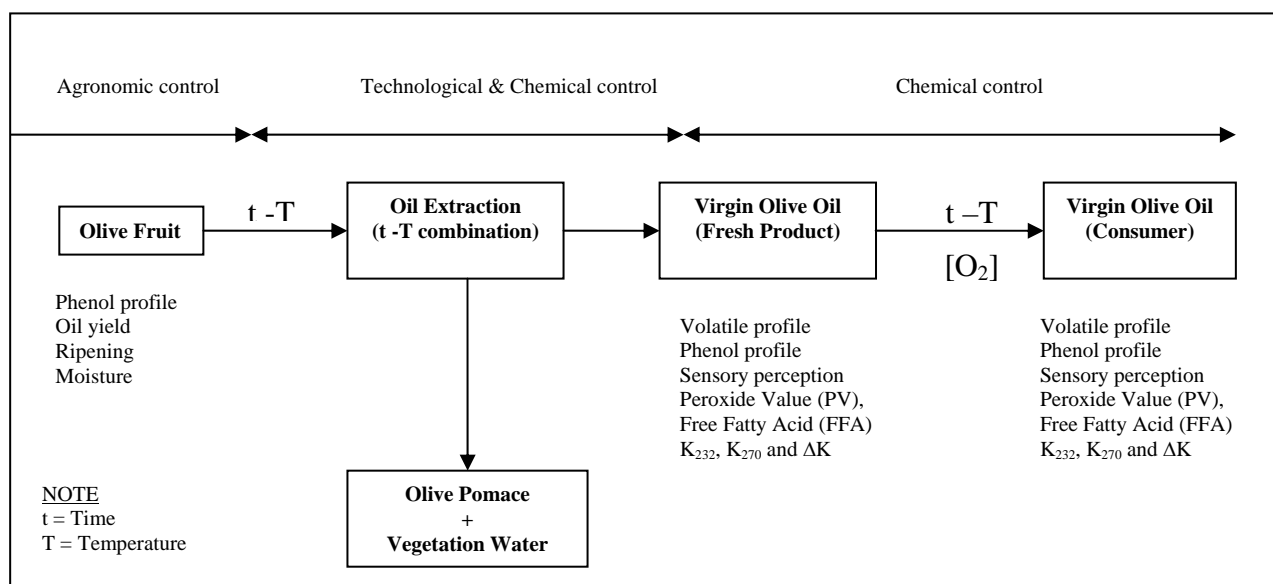 Agronomic control
Technological & Chemical control
Chemical control
Olive Fruit
t -T
Oil Extraction
(t -T combination)
Virgin Olive Oil
(Fresh Product)
t –T
[O₂]
Virgin Olive Oil
(Consumer)
Phenol profile
Oil yield
Ripening
Moisture
Volatile profile
Phenol profile
Sensory perception
Peroxide Value (PV),
Free Fatty Acid (FFA)
K₂₃₂, K₂₇₀ and ΔK
Volatile profile
Phenol profile
Sensory perception
Peroxide Value (PV),
Free Fatty Acid (FFA)
K₂₃₂, K₂₇₀ and ΔK
Olive Pomace
+
Vegetation Water
NOTE
t = Time
T = Temperature